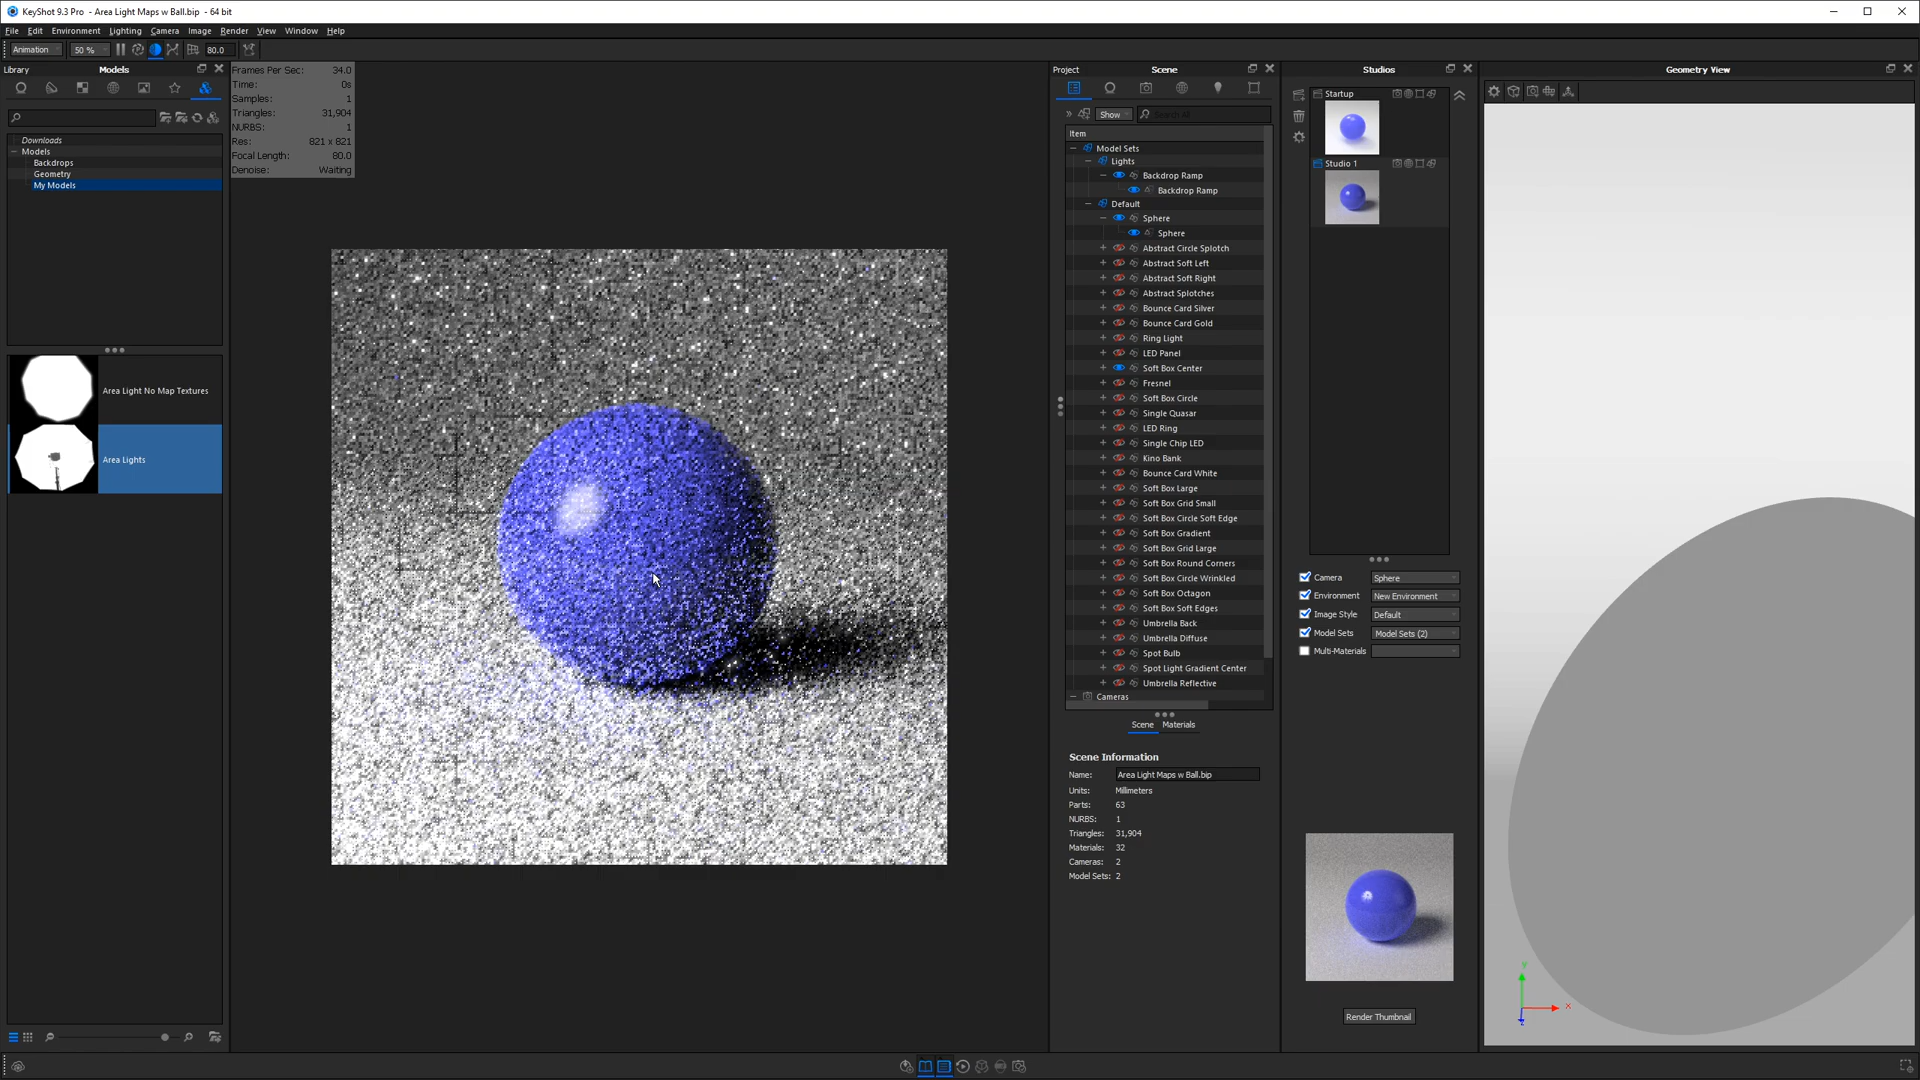 KeyShot 9.3 Pro - Area Light Maps w Ball.bip - 64 bit
File Edit Environment Lighting Camera Image Render View Window Help
Animation 50 % 80.0
Library Models
Downloads
Models
Backdrops
Geometry
My Models
Area Light No Map Textures
Area Lights
Frames Per Sec: 34.0
Time: 0s
Samples: 1
Triangles: 31,904
NURBS: 1
Res: 821 x 821
Focal Length: 80.0
Denoise: Waiting
Project Scene
Show Search All
Item
Model Sets
Lights
Backdrop Ramp
Backdrop Ramp
Default
Sphere
Sphere
Abstract Circle Splotch
Abstract Soft Left
Abstract Soft Right
Abstract Splotches
Bounce Card Silver
Bounce Card Gold
Ring Light
LED Panel
Soft Box Center
Fresnel
Soft Box Circle
Single Quasar
LED Ring
Single Chip LED
Kino Bank
Bounce Card White
Soft Box Large
Soft Box Grid Small
Soft Box Circle Soft Edge
Soft Box Gradient
Soft Box Grid Large
Soft Box Round Corners
Soft Box Circle Wrinkled
Soft Box Octagon
Soft Box Soft Edges
Umbrella Back
Umbrella Diffuse
Spot Bulb
Spot Light Gradient Center
Umbrella Reflective
Cameras
Scene Materials
Scene Information
Name: Area Light Maps w Ball.bip
Units: Millimeters
Parts: 63
NURBS: 1
Triangles: 31,904
Materials: 32
Cameras: 2
Model Sets: 2
Studios
Startup
Studio 1
Camera Sphere
Environment New Environment
Image Style Default
Model Sets Model Sets (2)
Multi-Materials
Render Thumbnail
Geometry View
Y
X
Z